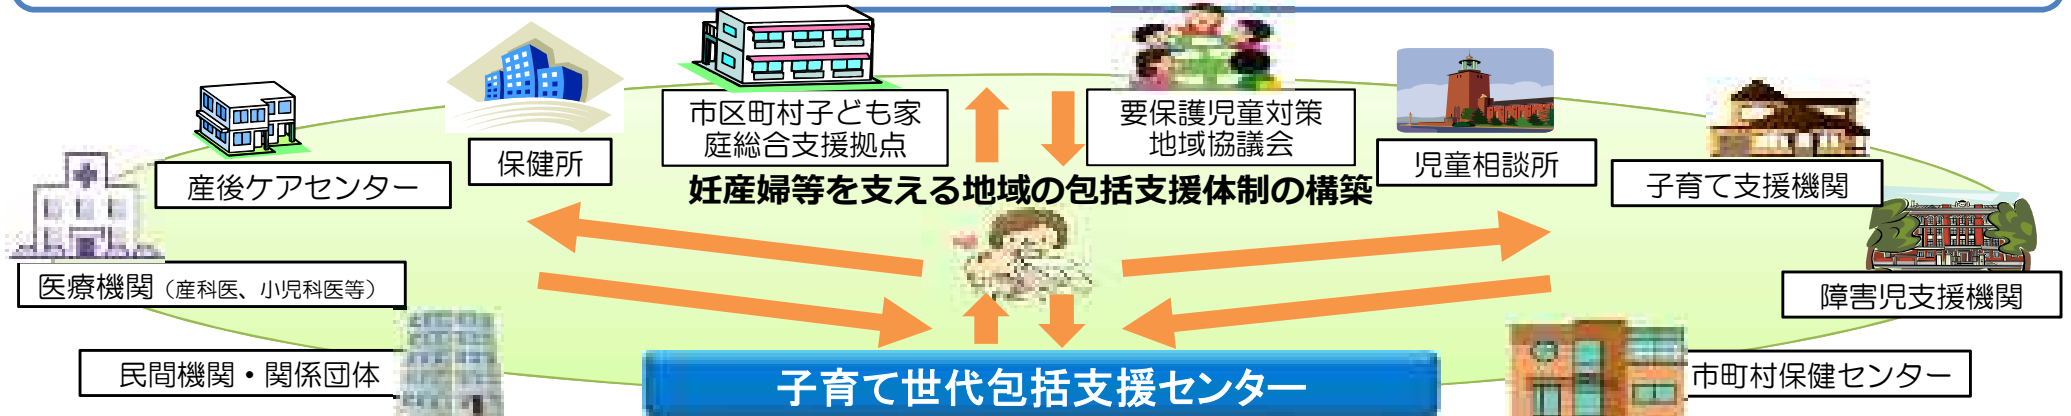 市区町村子ども家
庭総合支援拠点
要保護児童対策
地域協議会
保健所
児童相談所
産後ケアセンター
子育て支援機関
妊産婦等を支える地域の包括支援体制の構築
医療機関（産科医、小児科医等）
障害児支援機関
民間機関・関係団体
子育て世代包括支援センター
市町村保健センター